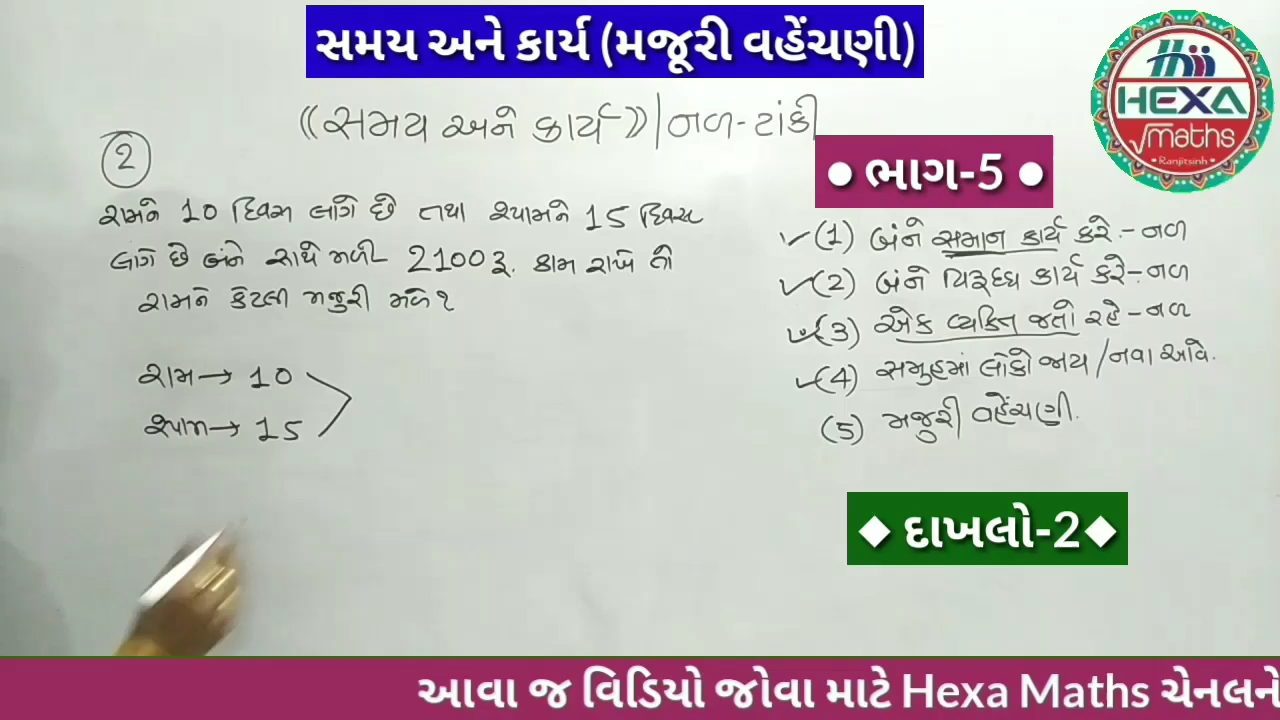 સમય અને કાર્ય (મજૂરી વહેંચણી)
《સમય અને કાર્ય》/નળ-ટાંકી
HEXA
√maths
• Ranjitsinh •
• ભાગ-5 •
2
રામને 10 દિવસ લાગે છે તથા શ્યામને 15 દિવસ
લાગે છે બંને સાથે મળી 2100 રૂ. કામ રાખે તો
રામને કેટલી મજુરી મળે?
રામ → 10
શ્યામ → 15
(1) બંને સમાન કાર્ય કરે - નળ
(2) બંને વિરૂધ્ધ કાર્ય કરે - નળ
(3) એક વ્યક્તિ જતો રહે - નળ
(4) સમુહમાં લોકો જાય / નવા આવે.
(5) મજુરી વહેંચણી.
◆ દાખલો-2◆
આવા જ વિડિયો જોવા માટે Hexa Maths ચેનલને